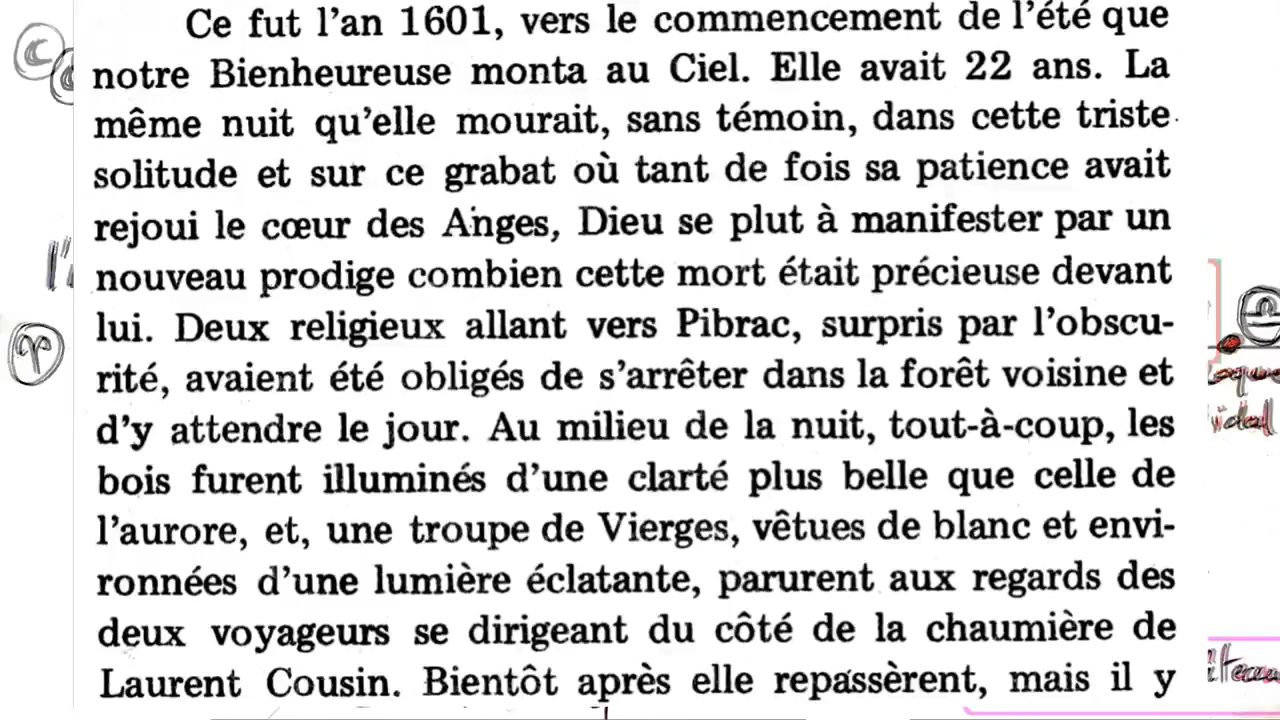 Ce fut l’an 1601, vers le commencement de l’été que
notre Bienheureuse monta au Ciel. Elle avait 22 ans. La
même nuit qu’elle mourait, sans témoin, dans cette triste
solitude et sur ce grabat où tant de fois sa patience avait
rejoui le cœur des Anges, Dieu se plut à manifester par un
nouveau prodige combien cette mort était précieuse devant
lui. Deux religieux allant vers Pibrac, surpris par l’obscu-
rité, avaient été obligés de s’arrêter dans la forêt voisine et
d’y attendre le jour. Au milieu de la nuit, tout-à-coup, les
bois furent illuminés d’une clarté plus belle que celle de
l’aurore, et, une troupe de Vierges, vêtues de blanc et envi-
ronnées d’une lumière éclatante, parurent aux regards des
deux voyageurs se dirigeant du côté de la chaumière de
Laurent Cousin. Bientôt après elle repassèrent, mais il y